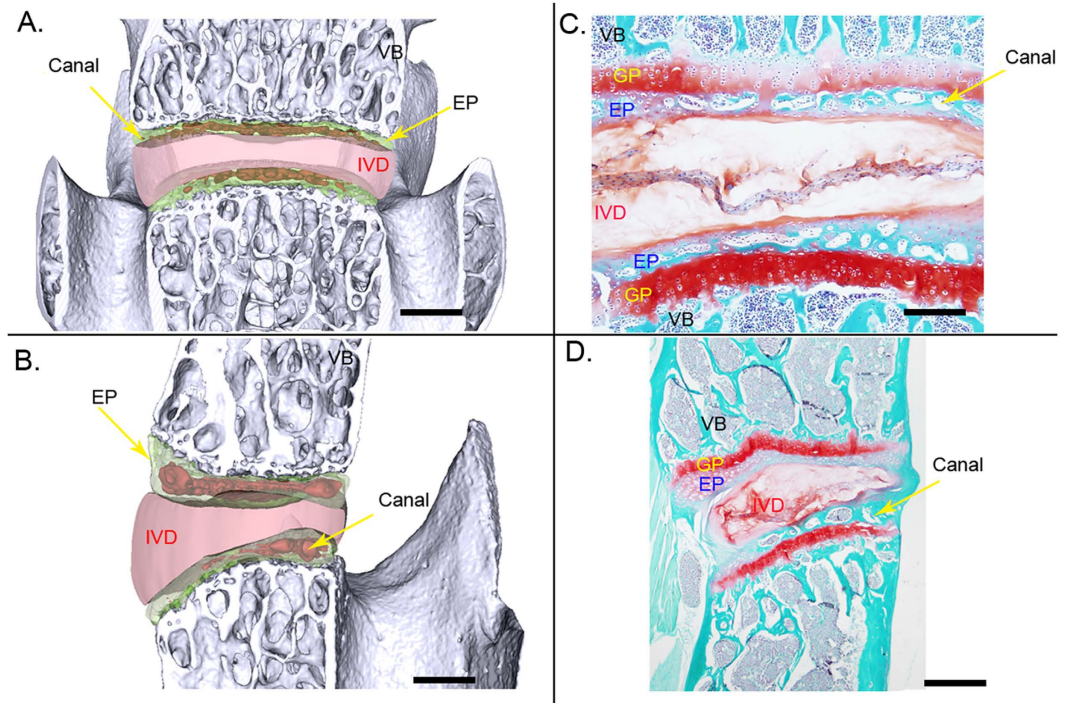 A.
VB
Canal
EP
IVD
B.
VB
EP
Canal
IVD
C.
VB
GP
Canal
EP
IVD
EP
GP
VB
D.
VB
GP
Canal
EP
IVD